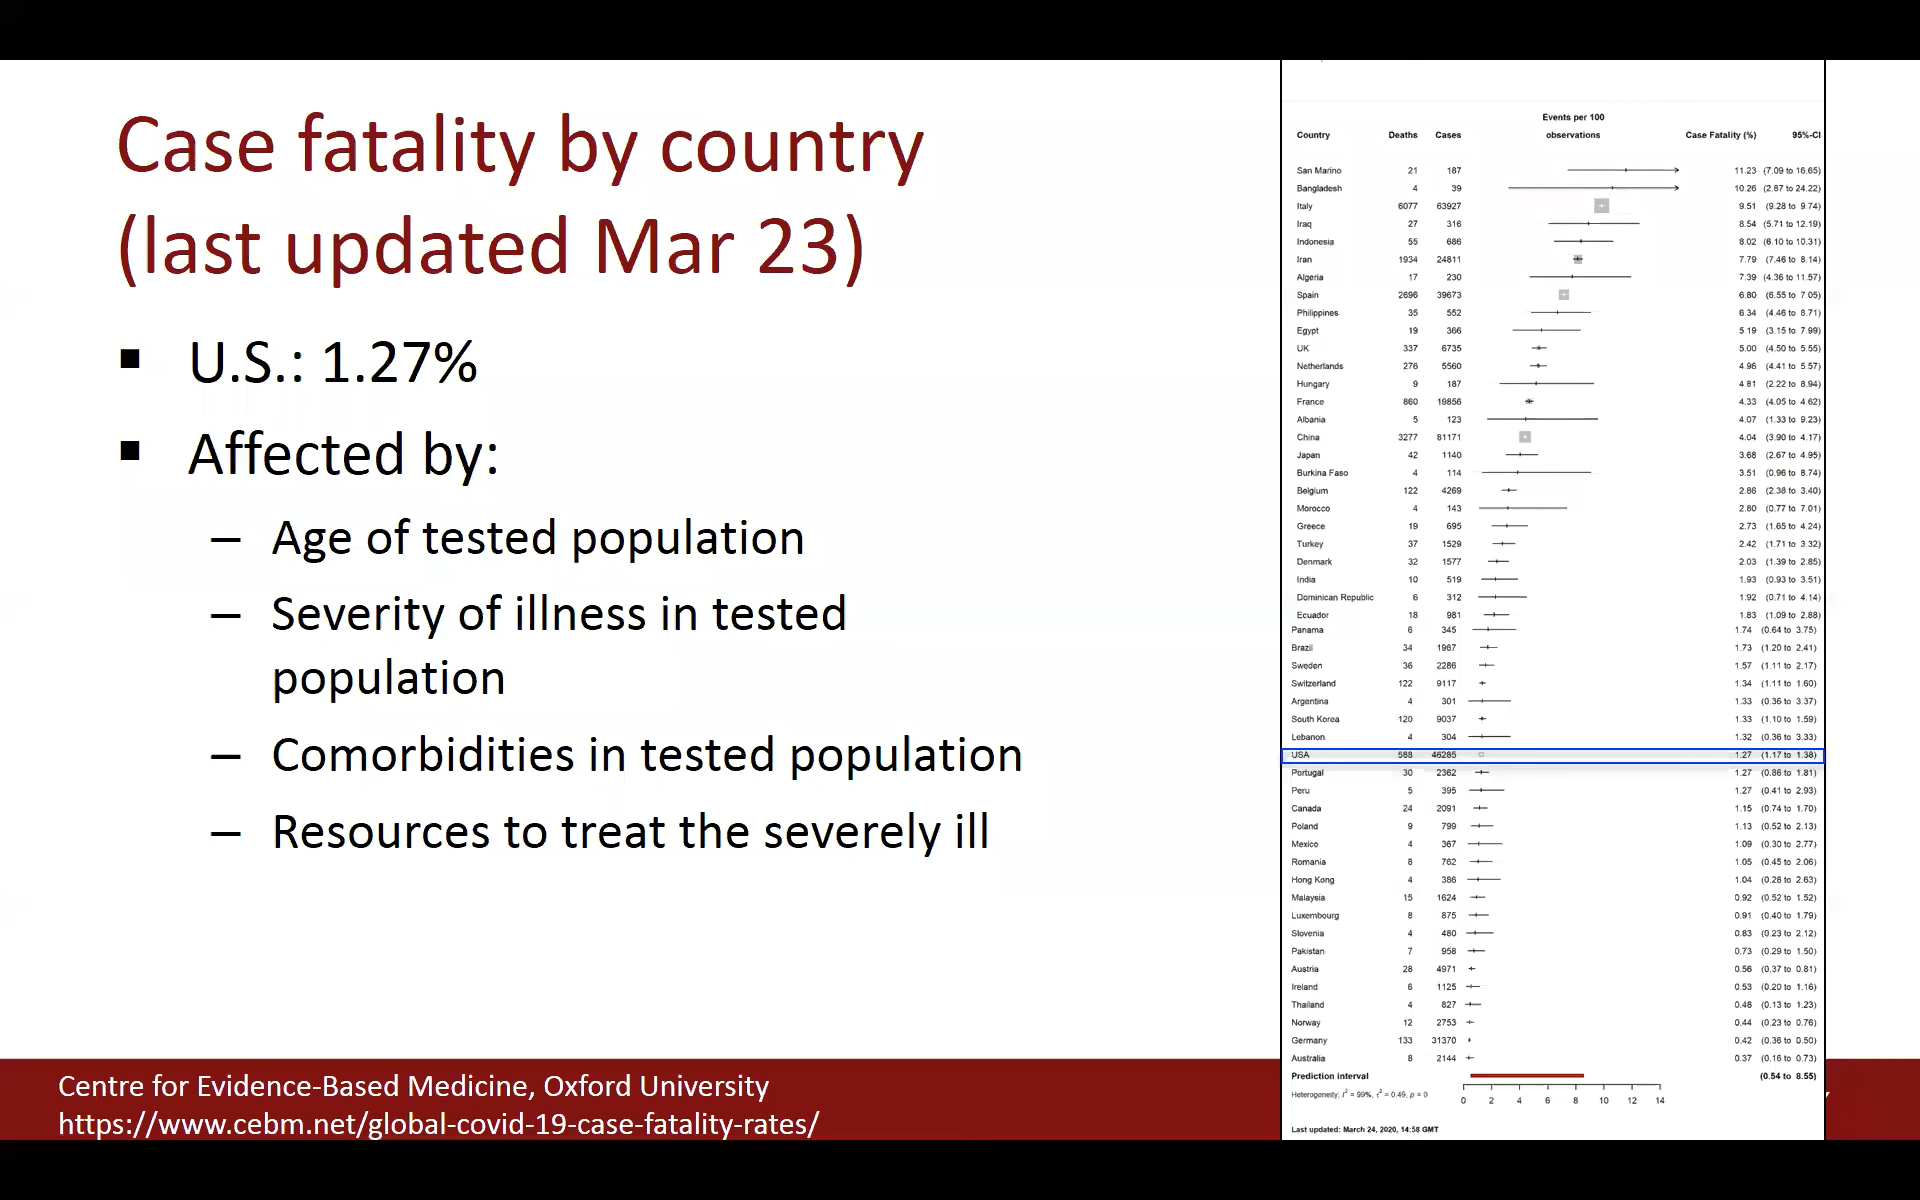 Case fatality by country
(last updated Mar 23)
▪ U.S.: 1.27%
▪ Affected by:
– Age of tested population
– Severity of illness in tested
population
– Comorbidities in tested population
– Resources to treat the severely ill
Centre for Evidence-Based Medicine, Oxford University
https://www.cebm.net/global-covid-19-case-fatality-rates/
Events per 100
Country Deaths Cases observations Case Fatality (%) 95%-CI
San Marino 21 187 11.23 (7.09 to 16.65)
Bangladesh 4 39 10.26 (2.87 to 24.22)
Italy 6077 63927 9.51 (9.28 to 9.74)
Iraq 27 316 8.54 (5.71 to 12.19)
Indonesia 55 686 8.02 (6.10 to 10.31)
Iran 1934 24811 7.79 (7.46 to 8.14)
Algeria 17 230 7.39 (4.36 to 11.57)
Spain 2696 39673 6.80 (6.55 to 7.05)
Philippines 35 552 6.34 (4.46 to 8.71)
Egypt 19 366 5.19 (3.15 to 7.99)
UK 337 6735 5.00 (4.50 to 5.55)
Netherlands 276 5560 4.96 (4.41 to 5.57)
Hungary 9 187 4.81 (2.22 to 8.94)
France 860 19856 4.33 (4.05 to 4.62)
Albania 5 123 4.07 (1.33 to 9.23)
China 3277 81171 4.04 (3.90 to 4.17)
Japan 42 1140 3.68 (2.67 to 4.95)
Burkina Faso 4 114 3.51 (0.96 to 8.74)
Belgium 122 4269 2.86 (2.38 to 3.40)
Morocco 4 143 2.80 (0.77 to 7.01)
Greece 19 695 2.73 (1.65 to 4.24)
Turkey 37 1529 2.42 (1.71 to 3.32)
Denmark 32 1577 2.03 (1.39 to 2.85)
India 10 519 1.93 (0.93 to 3.51)
Dominican Republic 6 312 1.92 (0.71 to 4.14)
Ecuador 18 981 1.83 (1.09 to 2.88)
Panama 6 345 1.74 (0.64 to 3.75)
Brazil 34 1967 1.73 (1.20 to 2.41)
Sweden 36 2286 1.57 (1.11 to 2.17)
Switzerland 122 9117 1.34 (1.11 to 1.60)
Argentina 4 301 1.33 (0.36 to 3.37)
South Korea 120 9037 1.33 (1.10 to 1.59)
Lebanon 4 304 1.32 (0.36 to 3.33)
USA 588 46285 1.27 (1.17 to 1.38)
Portugal 30 2362 1.27 (0.86 to 1.81)
Peru 5 395 1.27 (0.41 to 2.93)
Canada 24 2091 1.15 (0.74 to 1.70)
Poland 9 799 1.13 (0.52 to 2.13)
Mexico 4 367 1.09 (0.30 to 2.77)
Romania 8 762 1.05 (0.45 to 2.06)
Hong Kong 4 386 1.04 (0.28 to 2.63)
Malaysia 15 1624 0.92 (0.52 to 1.52)
Luxembourg 8 875 0.91 (0.40 to 1.79)
Slovenia 4 480 0.83 (0.23 to 2.12)
Pakistan 7 958 0.73 (0.29 to 1.50)
Austria 28 4971 0.56 (0.37 to 0.81)
Ireland 6 1125 0.53 (0.20 to 1.16)
Thailand 4 827 0.48 (0.13 to 1.23)
Norway 12 2753 0.44 (0.23 to 0.76)
Germany 133 31370 0.42 (0.36 to 0.50)
Australia 8 2144 0.37 (0.16 to 0.73)
Prediction interval (0.54 to 8.55)
Heterogeneity: I² = 99%, τ² = 0.49, p = 0
0 2 4 6 8 10 12 14
Last updated: March 24, 2020, 14:58 GMT